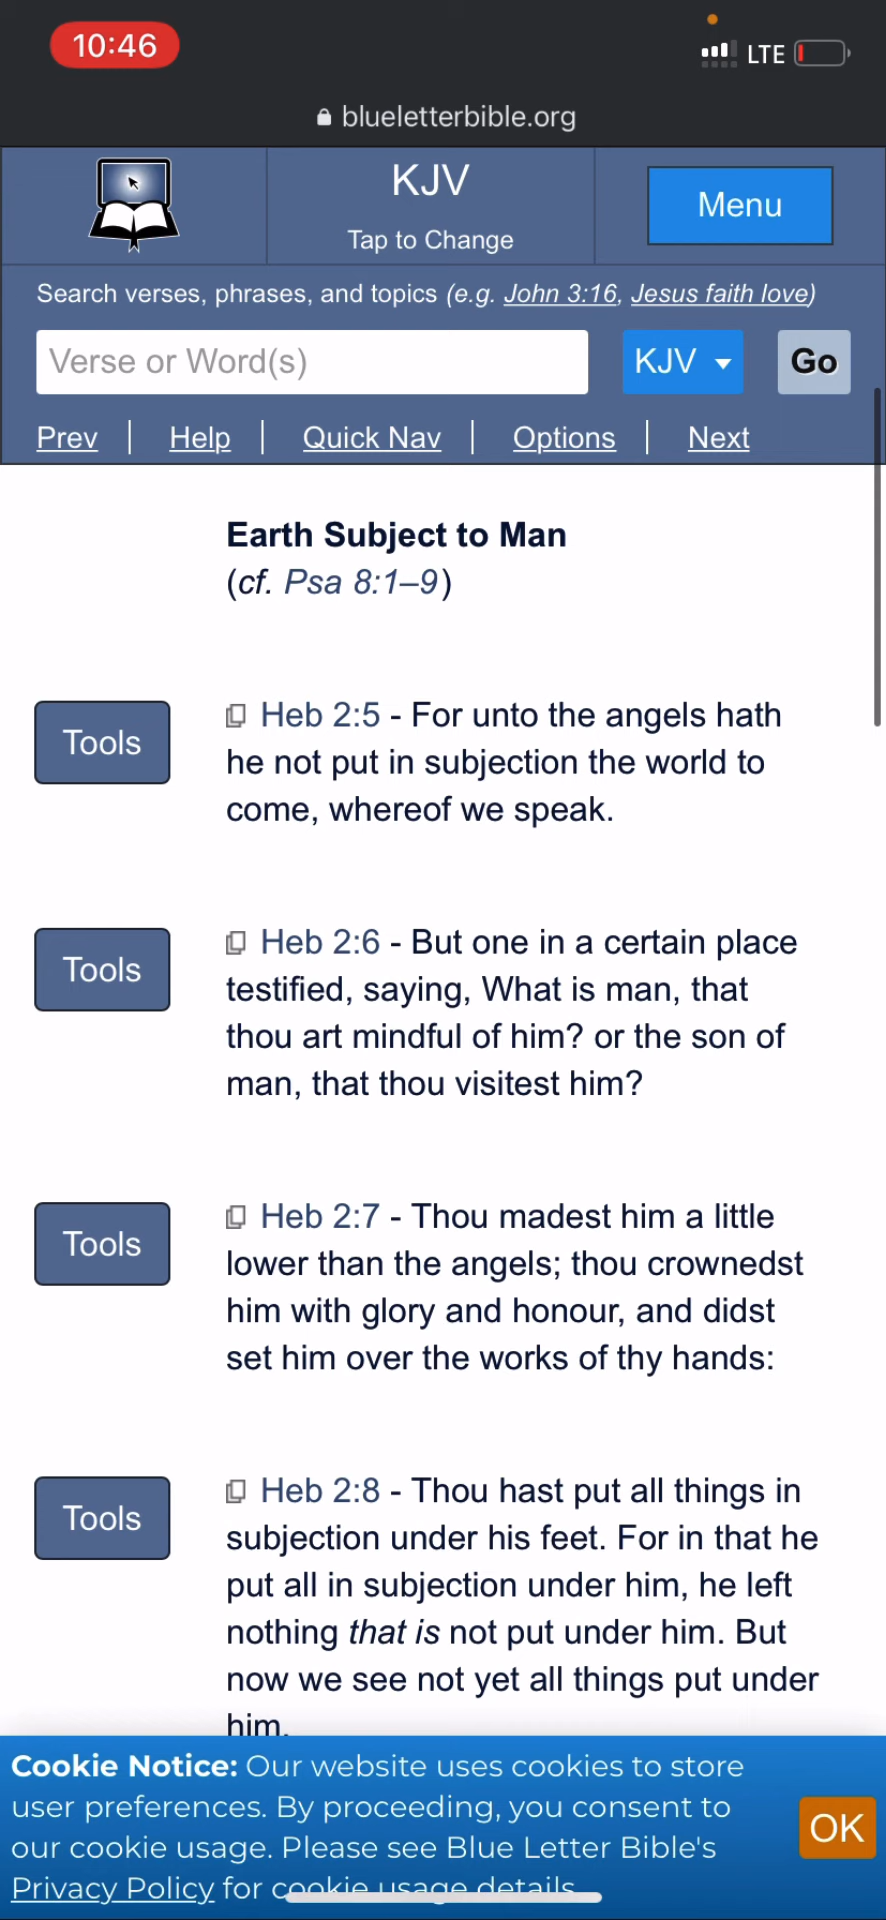 10:46
LTE
blueletterbible.org
KJV
Tap to Change
Menu
Search verses, phrases, and topics (e.g. John 3:16, Jesus faith love)
Verse or Word(s)
KJV
Go
Prev | Help | Quick Nav | Options | Next
Earth Subject to Man
(cf. Psa 8:1–9)
Tools
Heb 2:5 - For unto the angels hath
he not put in subjection the world to
come, whereof we speak.
Tools
Heb 2:6 - But one in a certain place
testified, saying, What is man, that
thou art mindful of him? or the son of
man, that thou visitest him?
Tools
Heb 2:7 - Thou madest him a little
lower than the angels; thou crownedst
him with glory and honour, and didst
set him over the works of thy hands:
Tools
Heb 2:8 - Thou hast put all things in
subjection under his feet. For in that he
put all in subjection under him, he left
nothing that is not put under him. But
now we see not yet all things put under
him.
Cookie Notice: Our website uses cookies to store
user preferences. By proceeding, you consent to
our cookie usage. Please see Blue Letter Bible's
Privacy Policy for cookie usage details.
OK